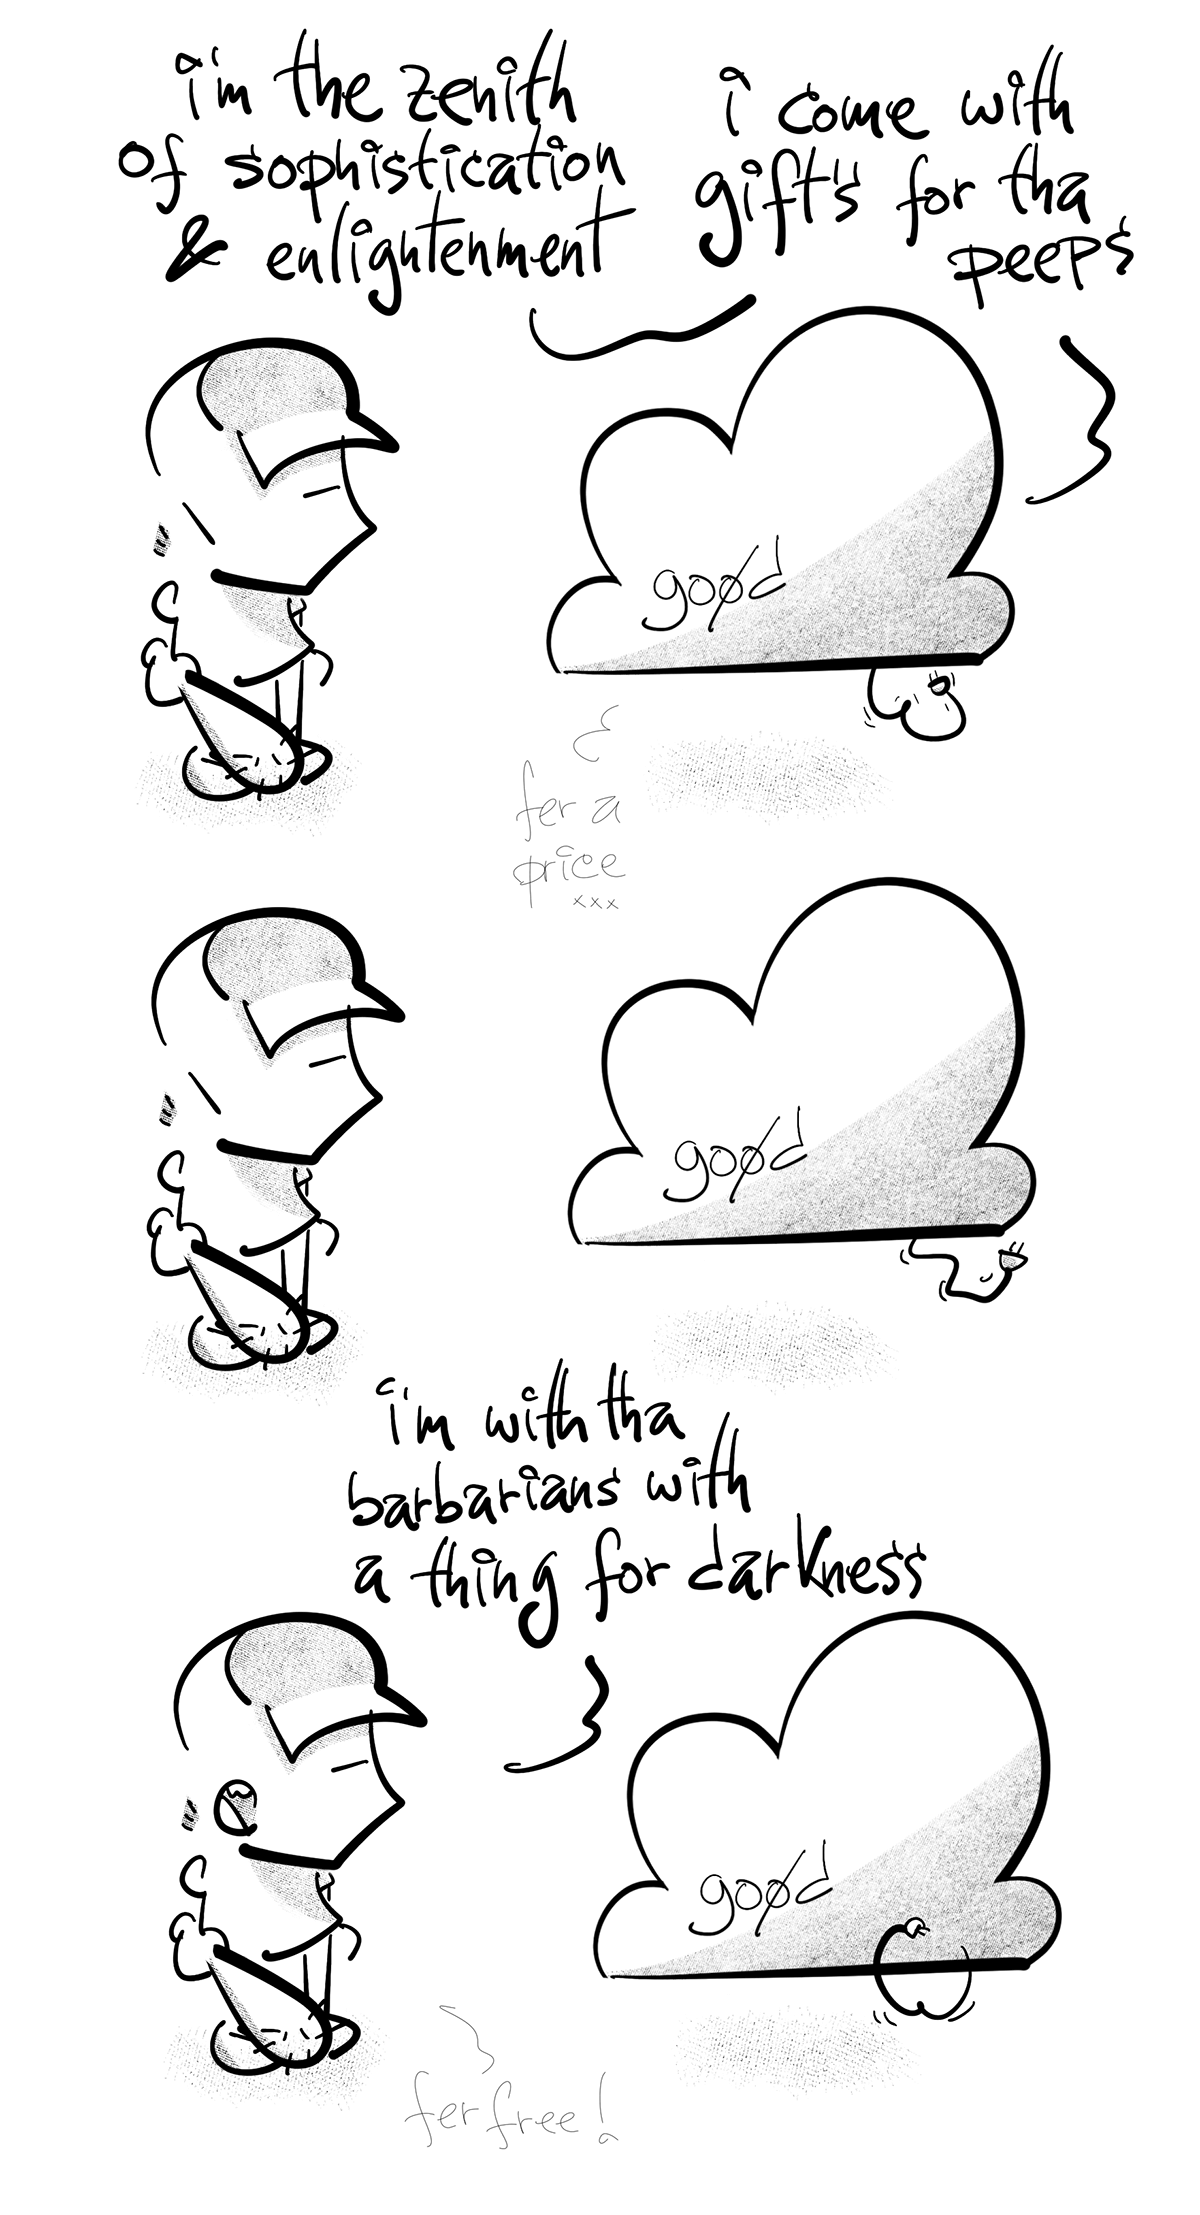 i'm the zenith
of sophistication
& enlightenment
i come with
gift's for tha
peeps
good
fer a
price
xxx
good
i'm with tha
barbarians with
a thing for darkness
good
fer free!